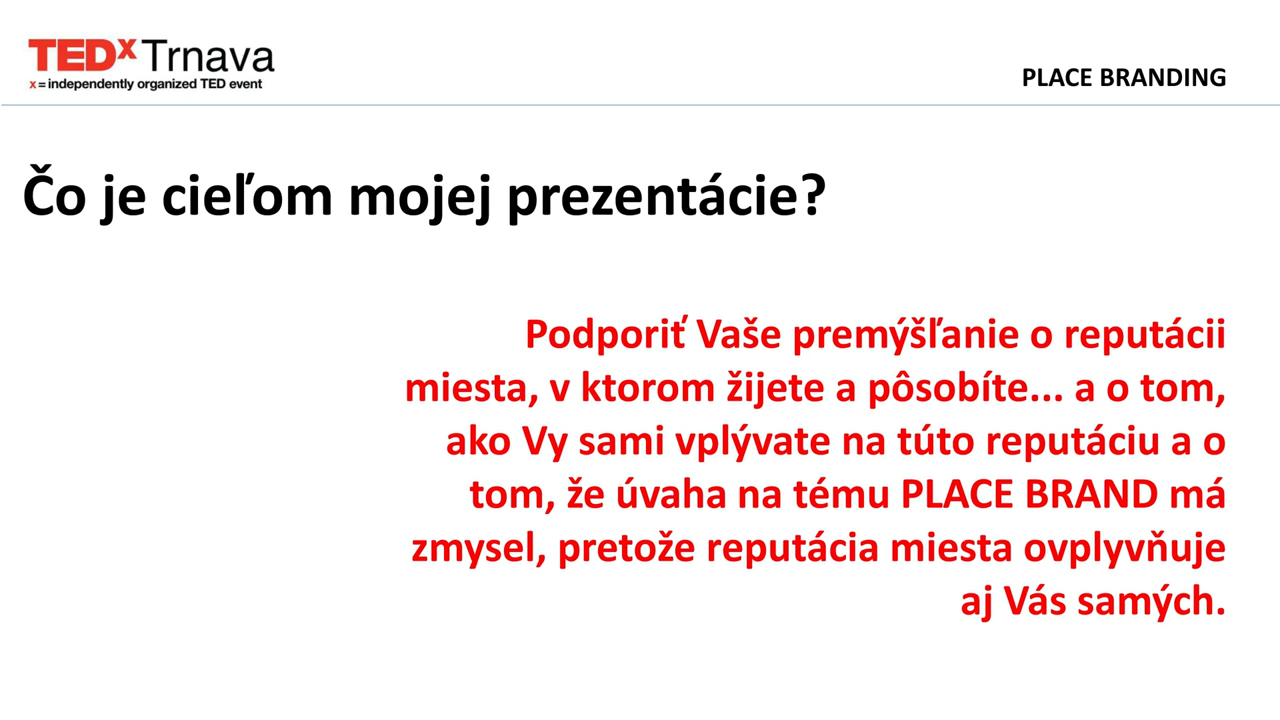 TEDx Trnava
x = independently organized TED event
PLACE BRANDING
Čo je cieľom mojej prezentácie?
Podporiť Vaše premýšľanie o reputácii
miesta, v ktorom žijete a pôsobíte... a o tom,
ako Vy sami vplývate na túto reputáciu a o
tom, že úvaha na tému PLACE BRAND má
zmysel, pretože reputácia miesta ovplyvňuje
aj Vás samých.